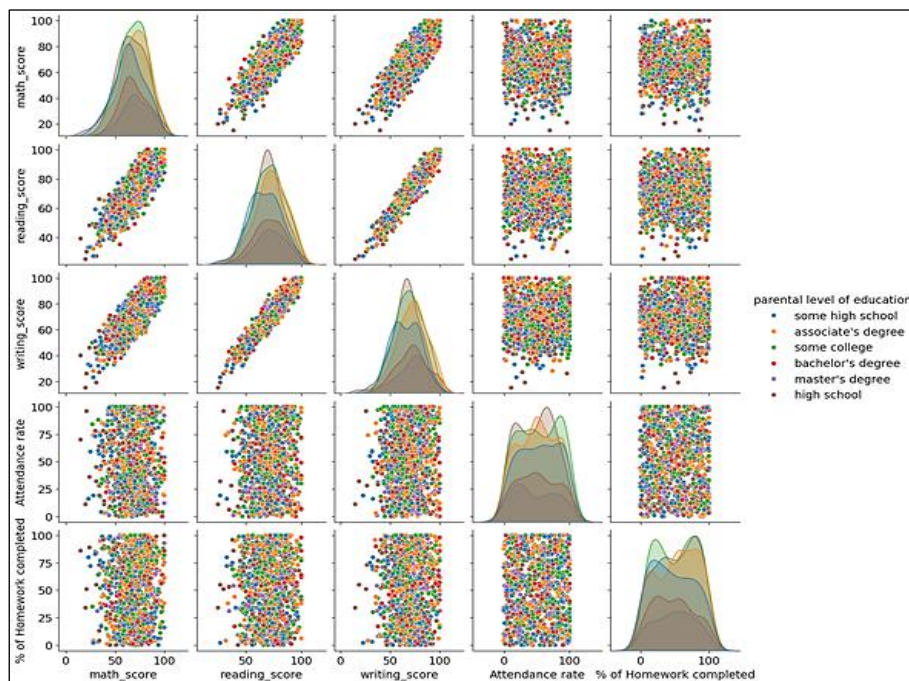 math_score
100
80
60
40
20
reading_score
100
80
60
40
writing_score
100
80
60
40
20
parental level of education
some high school
associate's degree
some college
bachelor's degree
master's degree
high school
Attendance rate
100
75
50
25
0
% of Homework completed
100
75
50
25
0
0 50 100
50 100
50 100
0 100
0 100
math_score
reading_score
writing_score
Attendance rate
% of Homework completed